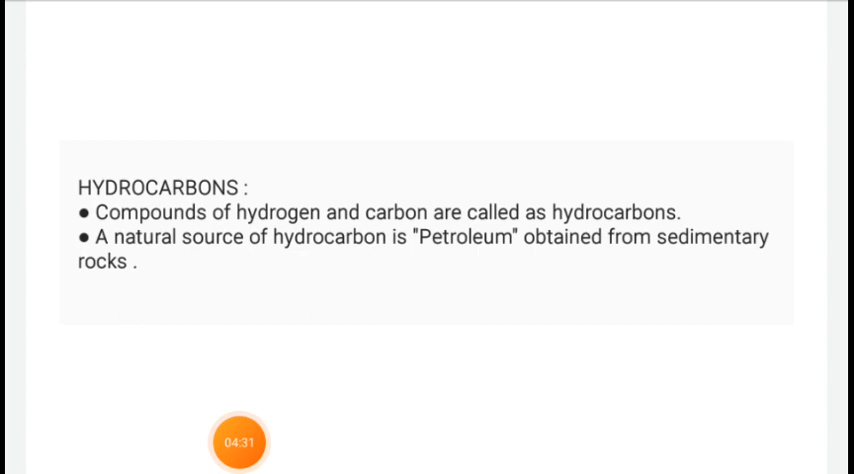 HYDROCARBONS :
● Compounds of hydrogen and carbon are called as hydrocarbons.
● A natural source of hydrocarbon is "Petroleum" obtained from sedimentary
rocks .
04:31